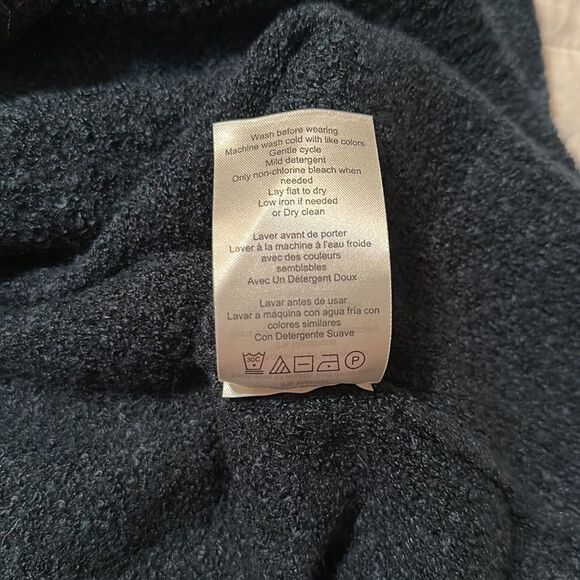 Wash before wearing
Machine wash cold with like colors
Gentle cycle
Mild detergent
Only non-chlorine bleach when
needed
Lay flat to dry
Low iron if needed
or Dry clean
Laver avant de porter
Laver à la machine à l'eau froide
avec des couleurs
semblables
Avec Un Détergent Doux
Lavar antes de usar
Lavar a máquina con agua fría con
colores similares
Con Detergente Suave
30C P